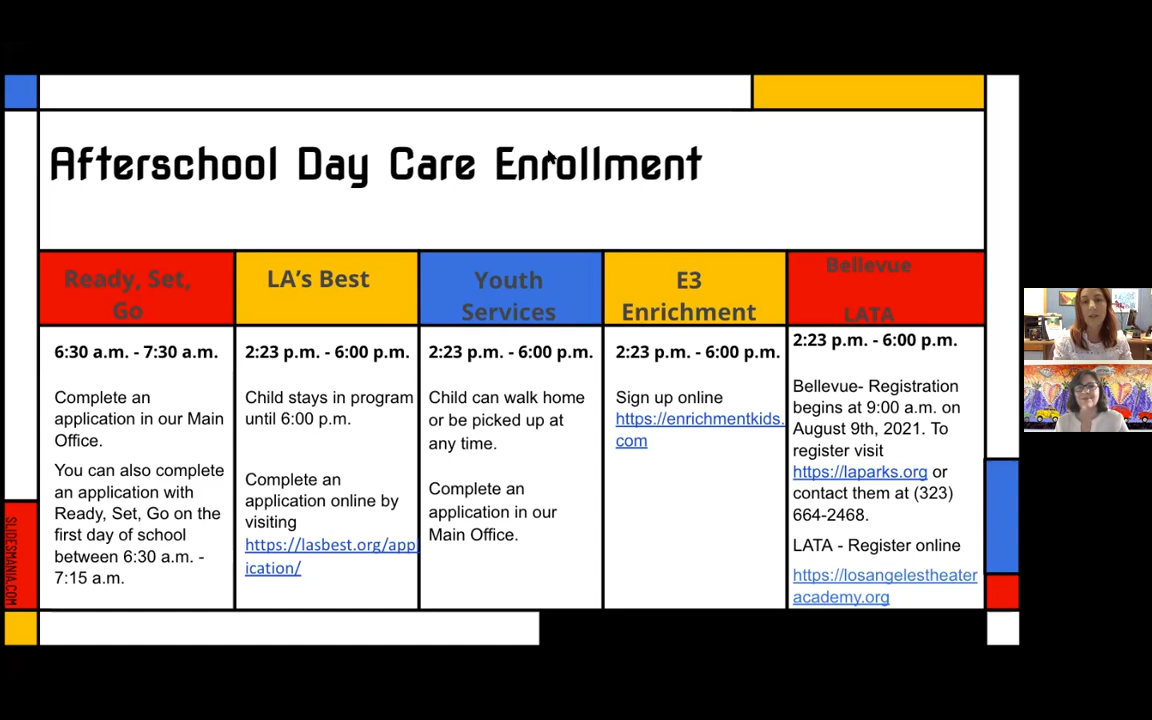 Afterschool Day Care Enrollment
Ready, Set,
Go
6:30 a.m. - 7:30 a.m.
Complete an
application in our Main
Office.
You can also complete
an application with
Ready, Set, Go on the
first day of school
between 6:30 a.m. -
7:15 a.m.
LA's Best
2:23 p.m. - 6:00 p.m.
Child stays in program
until 6:00 p.m.
Complete an
application online by
visiting
https://lasbest.org/app
ication/
Youth
Services
2:23 p.m. - 6:00 p.m.
Child can walk home
or be picked up at
any time.
Complete an
application in our
Main Office.
E3
Enrichment
2:23 p.m. - 6:00 p.m.
Sign up online
https://enrichmentkids.
com
Bellevue
LATA
2:23 p.m. - 6:00 p.m.
Bellevue- Registration
begins at 9:00 a.m. on
August 9th, 2021. To
register visit
https://laparks.org or
contact them at (323)
664-2468.
LATA - Register online
https://losangelestheater
academy.org
SLIDESMANIA.COM